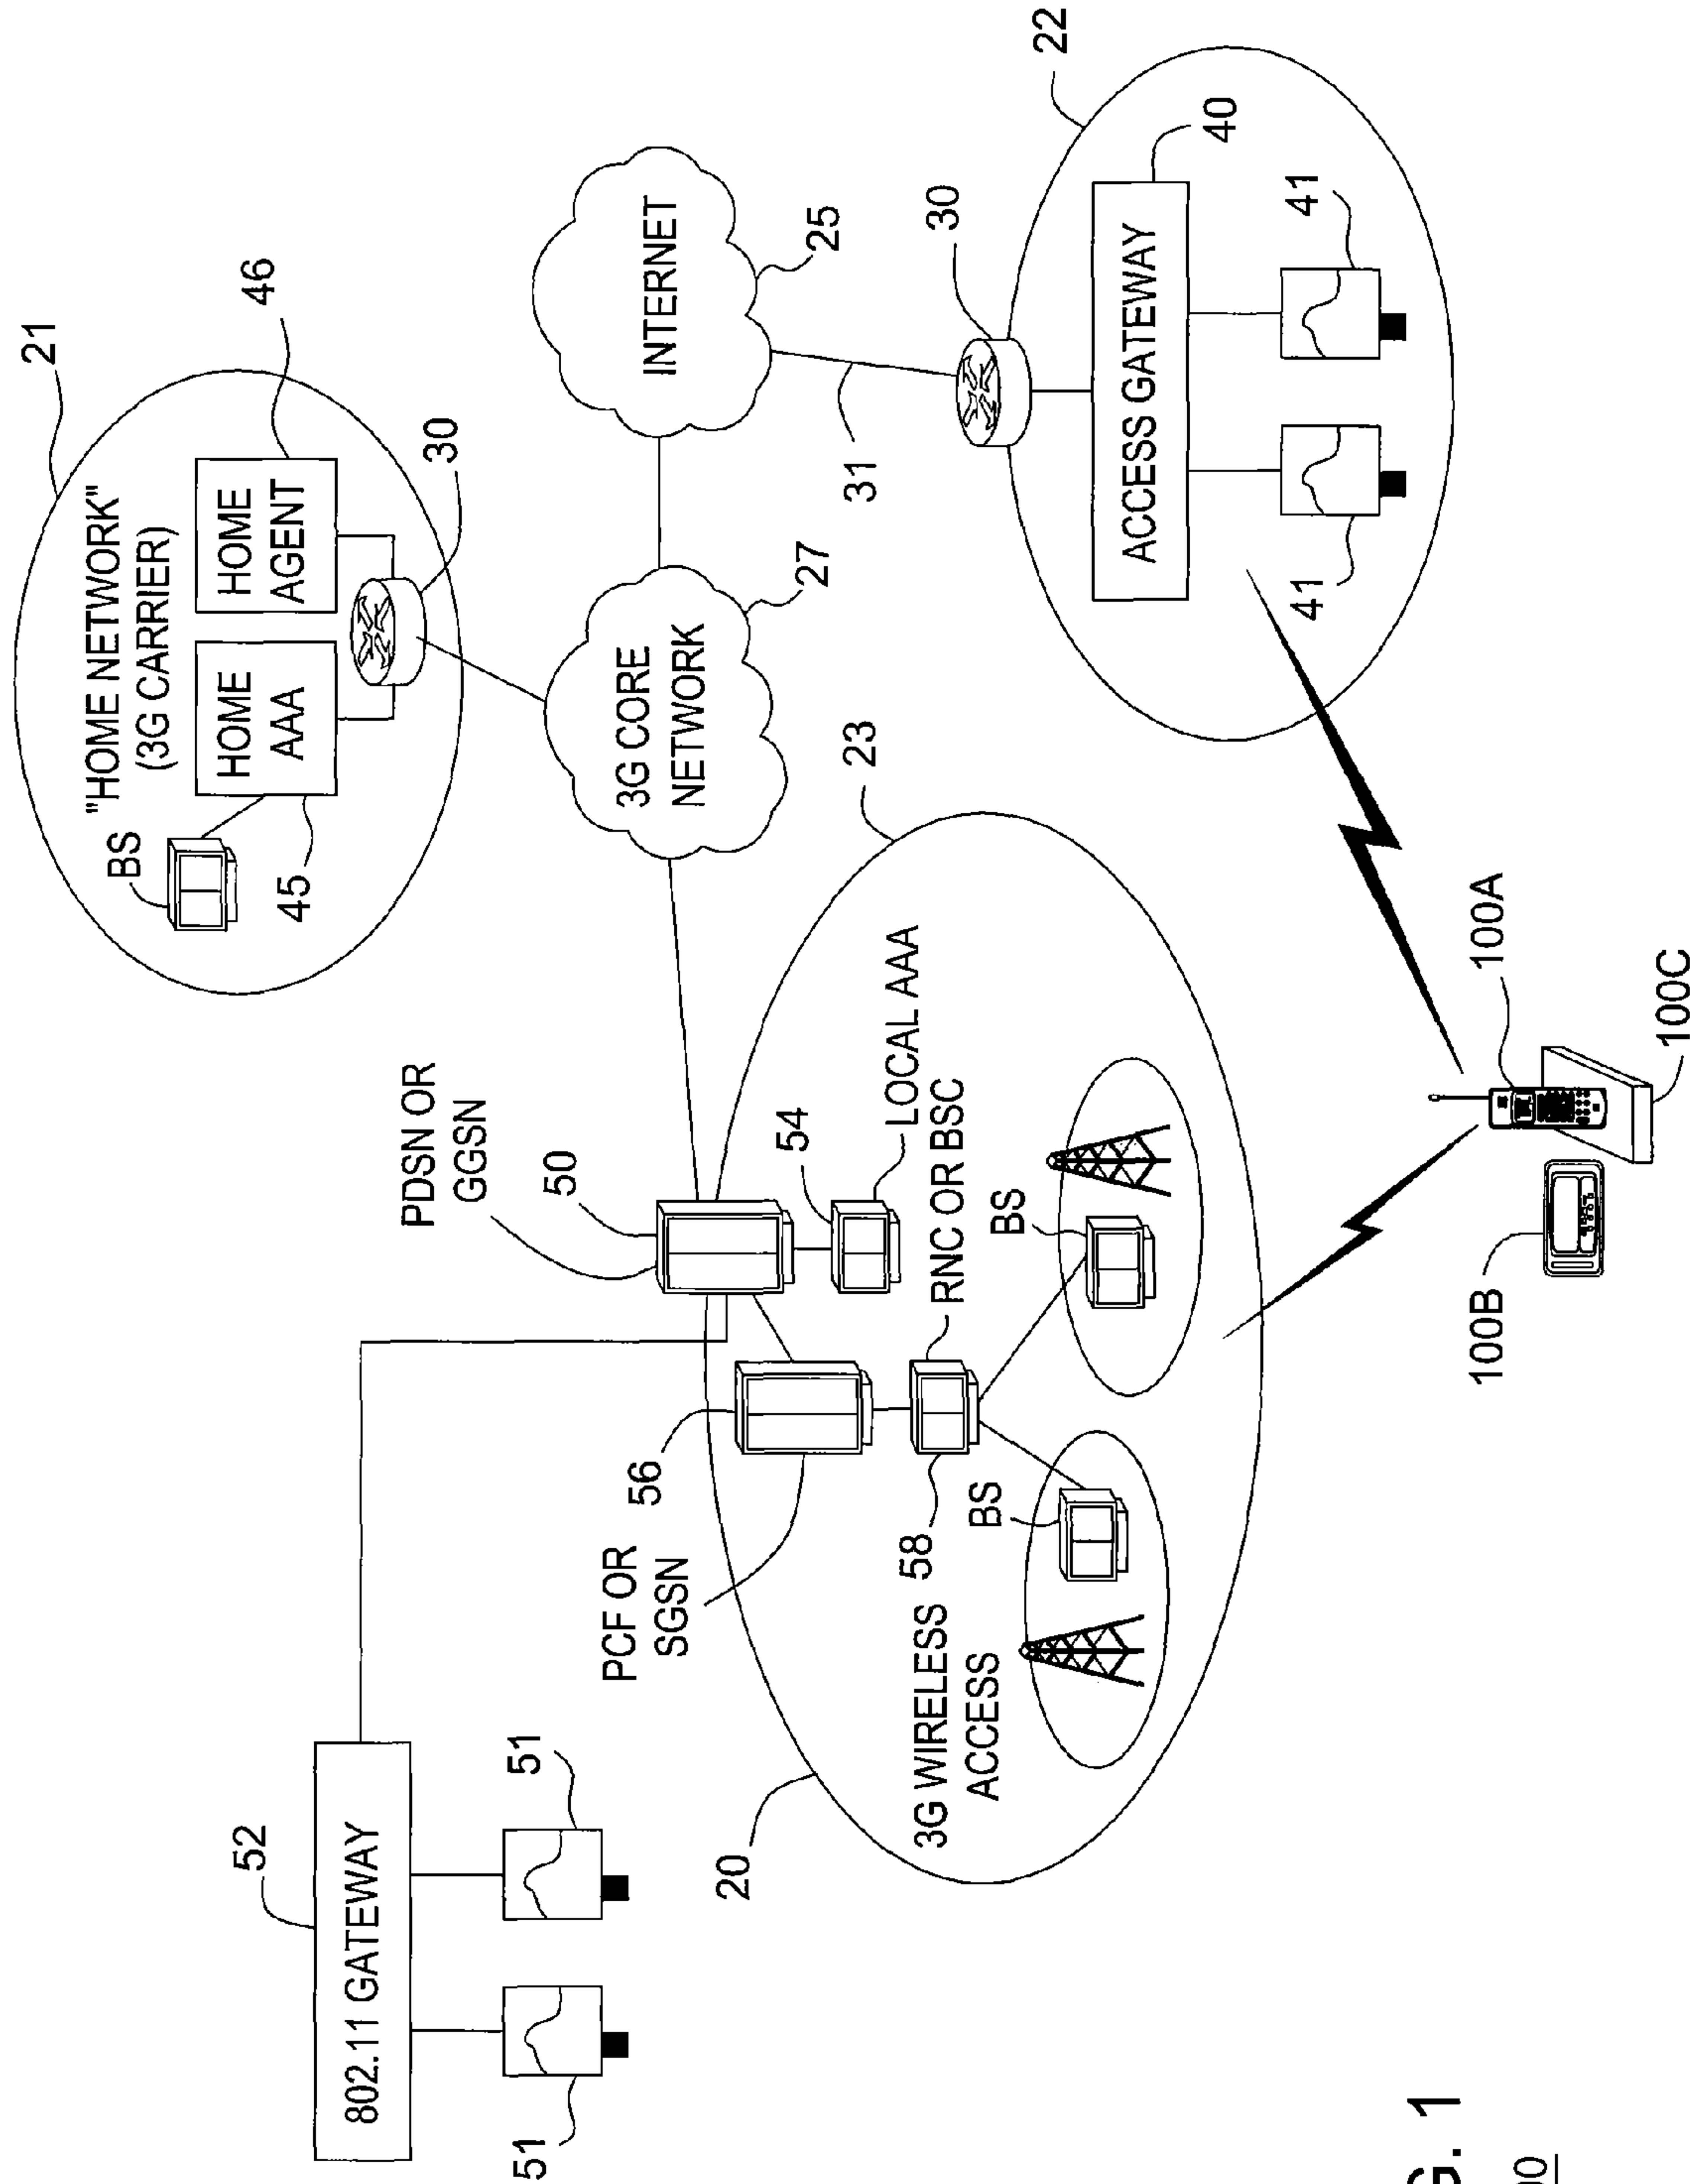 21
"HOME NETWORK"
(3G CARRIER)
BS
HOME
AAA
HOME
AGENT
45
46
30
INTERNET
25
3G CORE
NETWORK
27
31
30
22
ACCESS GATEWAY
40
41
41
52
802.11 GATEWAY
51
51
PDSN OR
GGSN
50
PCF OR
SGSN
56
54
LOCAL AAA
RNC OR BSC
58
23
20
3G WIRELESS
ACCESS
BS
BS
100A
100B
100C
1